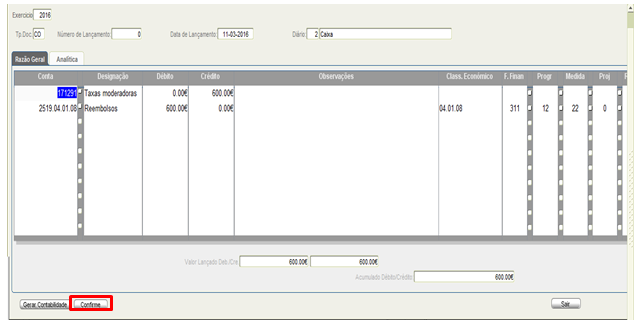 Exercício 2016
Tp.Doc. CO Número de Lançamento: 0 Data de Lançamento: 11-03-2016 Diário: 2 Caixa
Razão Geral Analítica
Conta Designação Débito Crédito Observações Class. Económico F. Finan Progr Medida Proj
171291 Taxas moderadoras 0.00€ 600.00€
2519.04.01.08 Reembolsos 600.00€ 0.00€ 04.01.08 311 12 22 0
Valor Lançado Deb./Cre 600.00€ 600.00€
Acumulado Débito/Crédito: 600.00€
Gerar. Contabilidade Confirme Sair